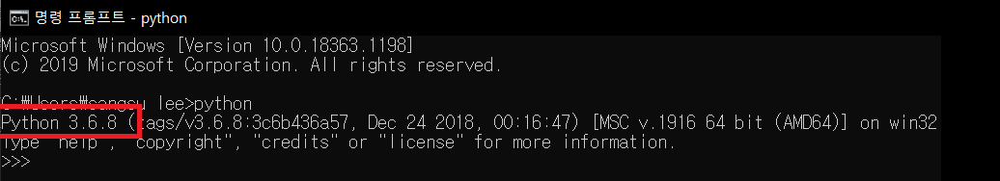 명령 프롬프트 - python
Microsoft Windows [Version 10.0.18363.1198]
(c) 2019 Microsoft Corporation. All rights reserved.
C:₩Users₩sangsu lee>python
Python 3.6.8 (tags/v3.6.8:3c6b436a57, Dec 24 2018, 00:16:47) [MSC v.1916 64 bit (AMD64)] on win32
Type "help", "copyright", "credits" or "license" for more information.
>>>